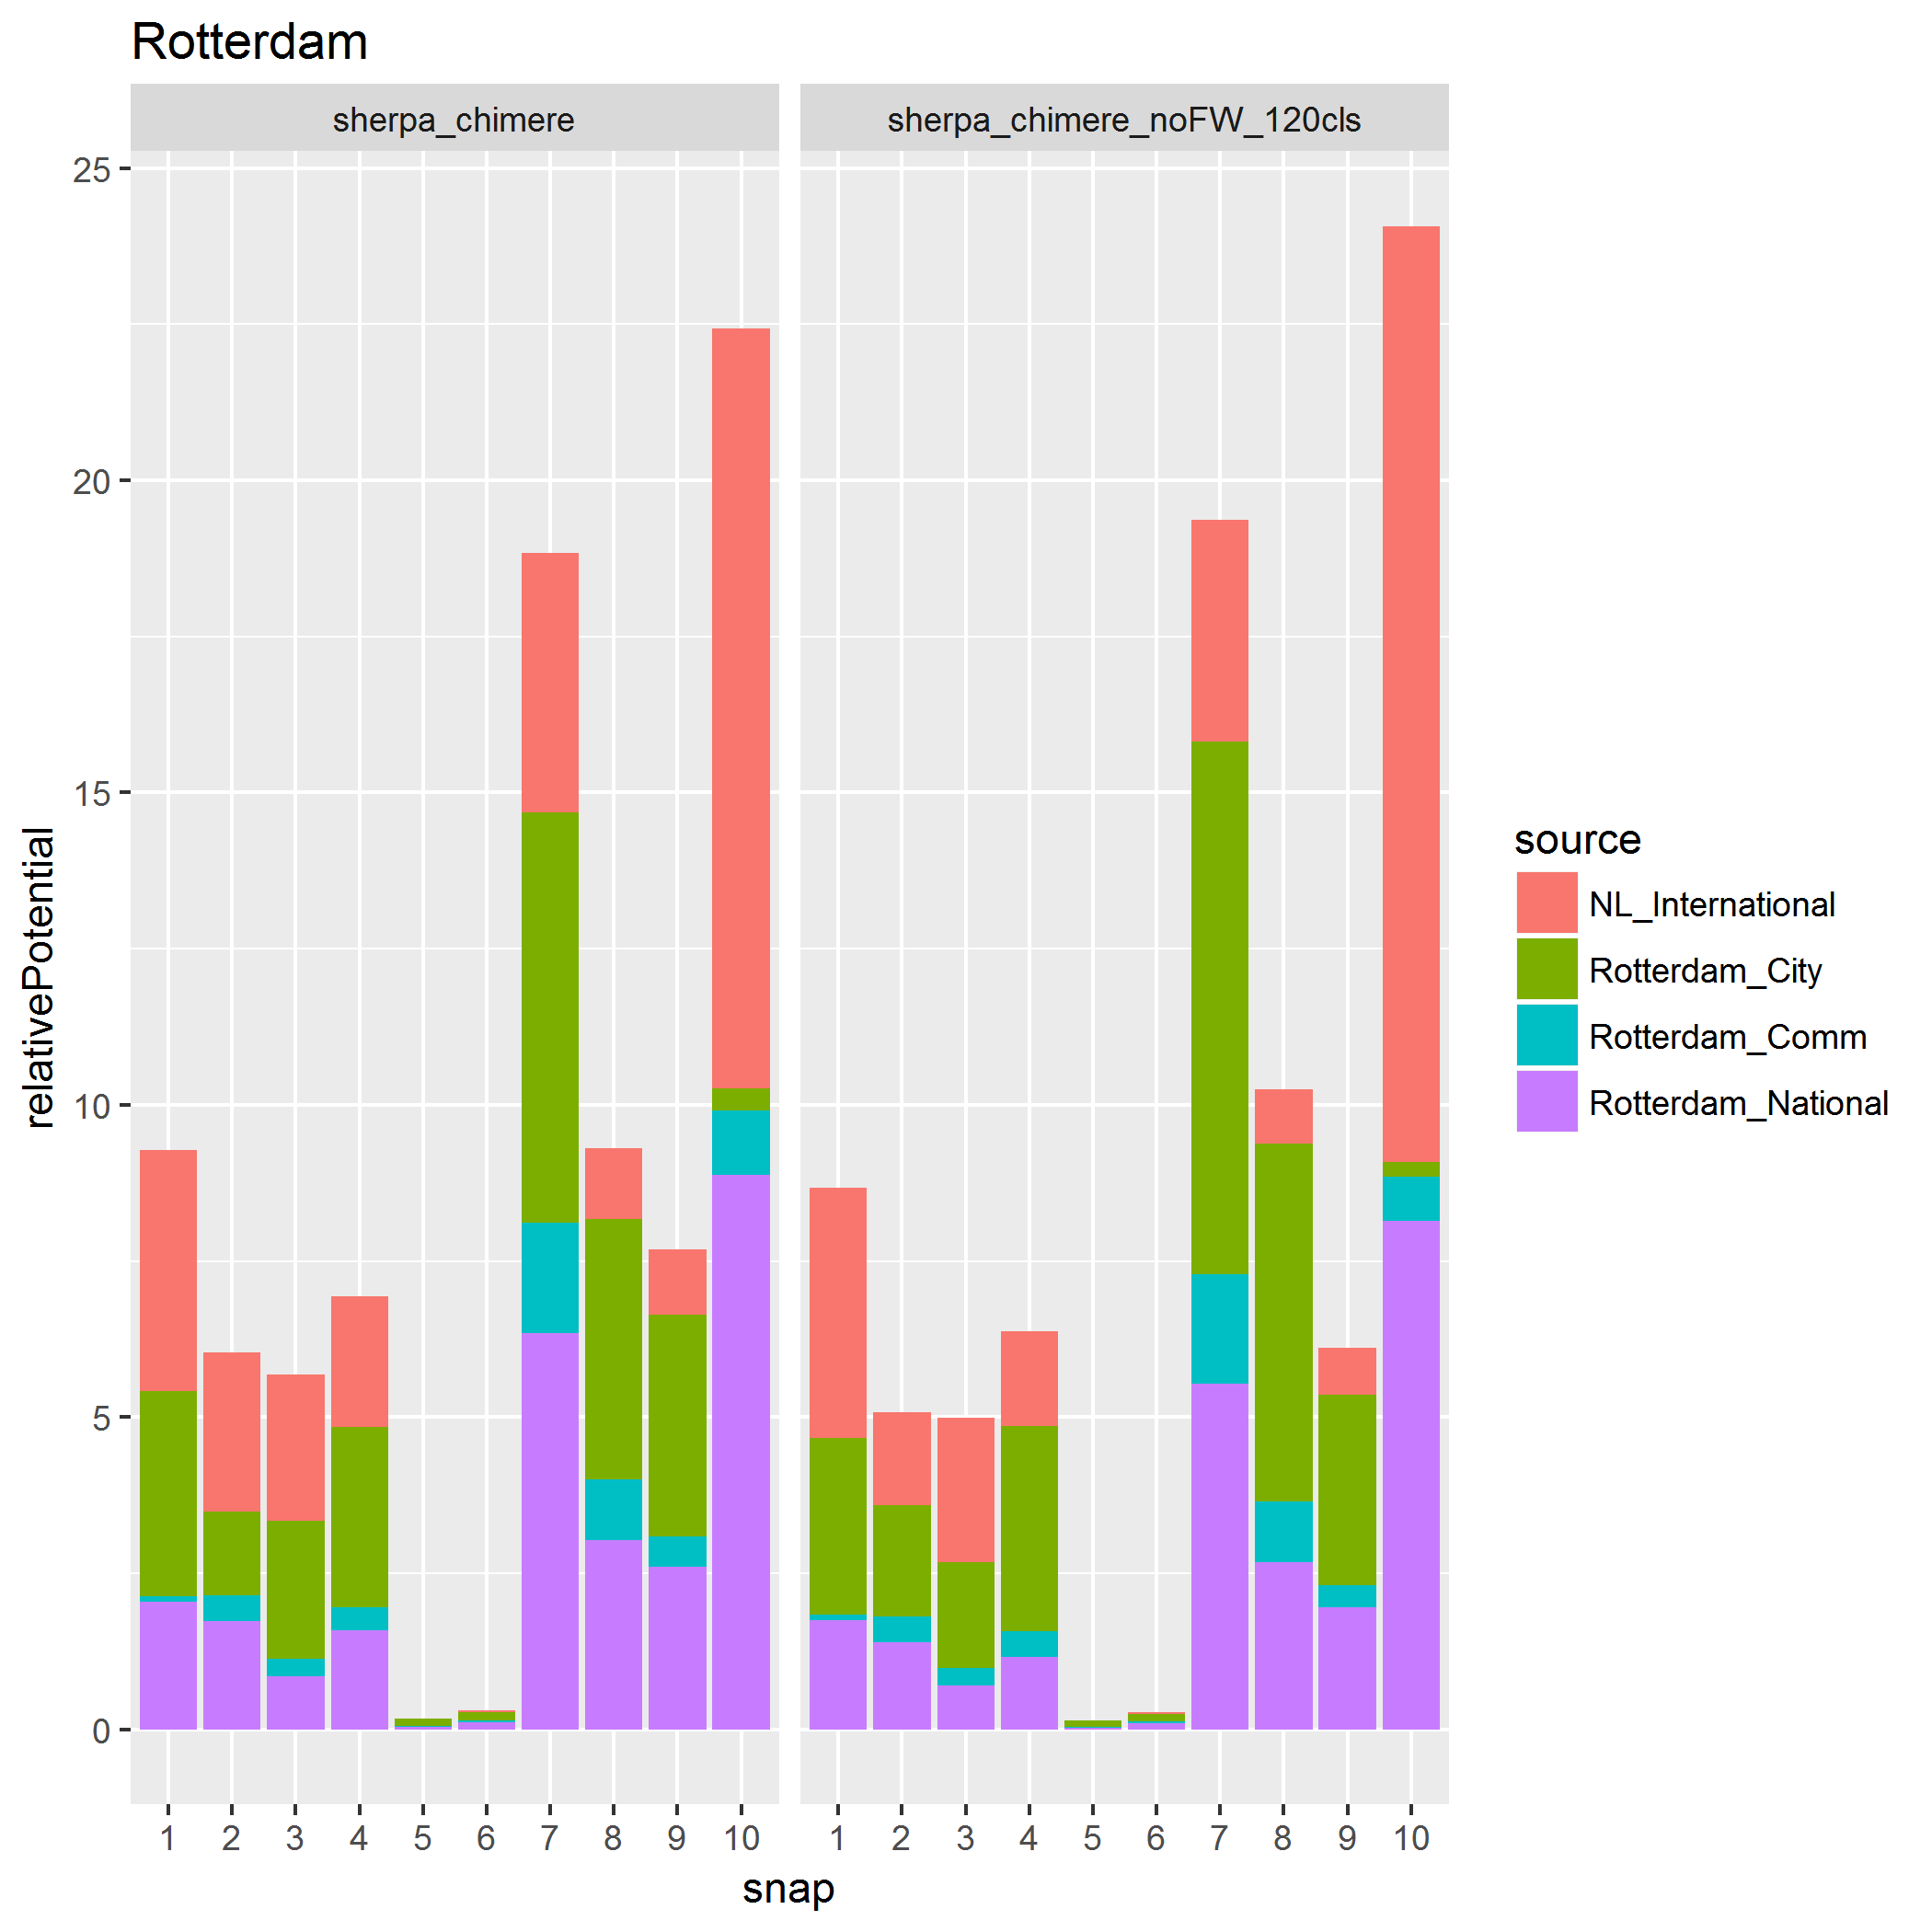 Rotterdam
sherpa_chimere
sherpa_chimere_noFW_120cls
25
20
15
10
5
0
relativePotential
1 2 3 4 5 6 7 8 9 10
1 2 3 4 5 6 7 8 9 10
snap
source
NL_International
Rotterdam_City
Rotterdam_Comm
Rotterdam_National